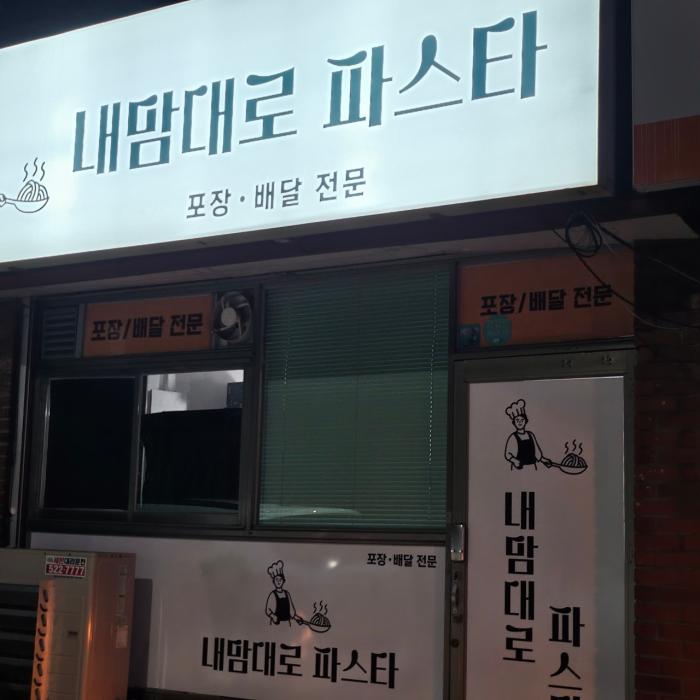 내맘대로 파스타
포장·배달 전문
포장/배달 전문
포장/배달 전문
포장·배달 전문
내맘대로 파스타
내맘대로
파스
522-7777